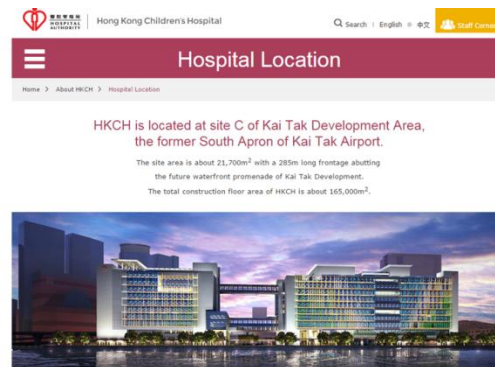 醫院管理局
HOSPITAL
AUTHORITY
Hong Kong Children's Hospital
Search
English
中文
Staff Corner
Hospital Location
Home > About HKCH > Hospital Location
HKCH is located at site C of Kai Tak Development Area,
the former South Apron of Kai Tak Airport.
The site area is about 21,700m² with a 285m long frontage abutting
the future waterfront promenade of Kai Tak Development.
The total construction floor area of HKCH is about 165,000m².